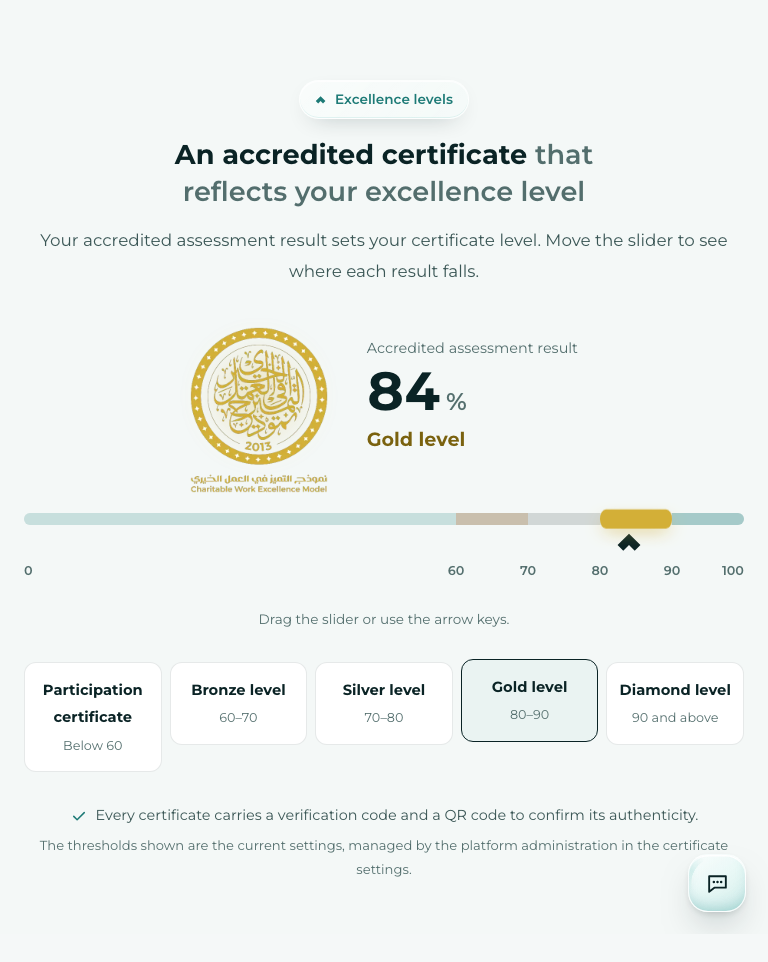 Excellence levels
An accredited certificate that
reflects your excellence level
Your accredited assessment result sets your certificate level. Move the slider to see
where each result falls.
2013
نموذج التميز في العمل الخيري
Charitable Work Excellence Model
Accredited assessment result
84 %
Gold level
0 60 70 80 90 100
Drag the slider or use the arrow keys.
Participation
certificate
Below 60
Bronze level
60–70
Silver level
70–80
Gold level
80–90
Diamond level
90 and above
Every certificate carries a verification code and a QR code to confirm its authenticity.
The thresholds shown are the current settings, managed by the platform administration in the certificate
settings.